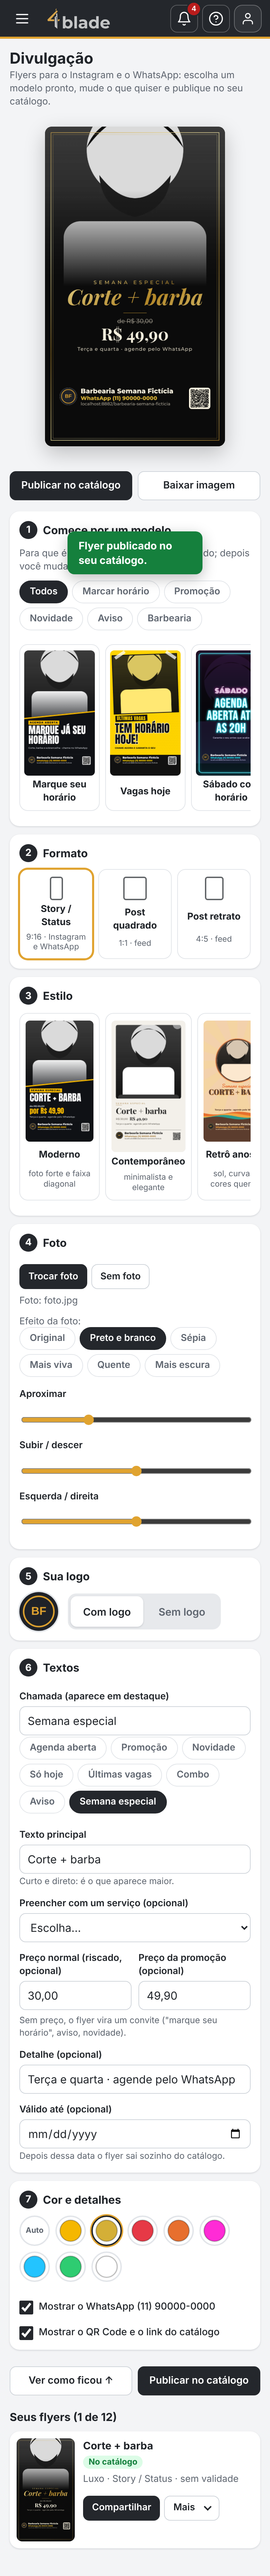 4blade
4
Divulgação
Flyers para o Instagram e o WhatsApp: escolha um
modelo pronto, mude o que quiser e publique no seu
catálogo.
SEMANA ESPECIAL
Corte + barba
de R$ 30,00
R$ 49,90
Terça e quarta · agende pelo WhatsApp
BF
Barbearia Semana Fictícia
WhatsApp (11) 90000-0000
Publicar no catálogo
Baixar imagem
1 Comece por um modelo
Flyer publicado no
seu catálogo.
Para que é
do; depois
você muda
Todos
Marcar horário
Promoção
Novidade
Aviso
Barbearia
MARQUE JÁ SEU
HORÁRIO
ÚLTIMAS VAGAS
TEM HORÁRIO
HOJE!
SÁBADO
AGENDA
ABERTA AT
AS 20H
Marque seu
horário
Vagas hoje
Sábado co
horário
2 Formato
Story /
Status
9:16 · Instagram
e WhatsApp
Post
quadrado
1:1 · feed
Post retrato
4:5 · feed
3 Estilo
SEMANA ESPECIAL
CORTE + BARBA
por R$ 49,90
Corte + barba
CORTE + BA
Moderno
foto forte e faixa
diagonal
Contemporâneo
minimalista e
elegante
Retrô anos
sol, curva
cores quer
4 Foto
Trocar foto
Sem foto
Foto: foto.jpg
Efeito da foto:
Original
Preto e branco
Sépia
Mais viva
Quente
Mais escura
Aproximar
Subir / descer
Esquerda / direita
5 Sua logo
BF
Com logo
Sem logo
6 Textos
Chamada (aparece em destaque)
Semana especial
Agenda aberta
Promoção
Novidade
Só hoje
Últimas vagas
Combo
Aviso
Semana especial
Texto principal
Corte + barba
Curto e direto: é o que aparece maior.
Preencher com um serviço (opcional)
Escolha...
Preço normal (riscado,
opcional)
Preço da promoção
(opcional)
30,00
49,90
Sem preço, o flyer vira um convite ("marque seu
horário", aviso, novidade).
Detalhe (opcional)
Terça e quarta · agende pelo WhatsApp
Válido até (opcional)
mm/dd/yyyy
Depois dessa data o flyer sai sozinho do catálogo.
7 Cor e detalhes
Auto
Mostrar o WhatsApp (11) 90000-0000
Mostrar o QR Code e o link do catálogo
Ver como ficou ↑
Publicar no catálogo
Seus flyers (1 de 12)
Corte + barba
R$ 49,90
Corte + barba
No catálogo
Luxo · Story / Status · sem validade
Compartilhar
Mais